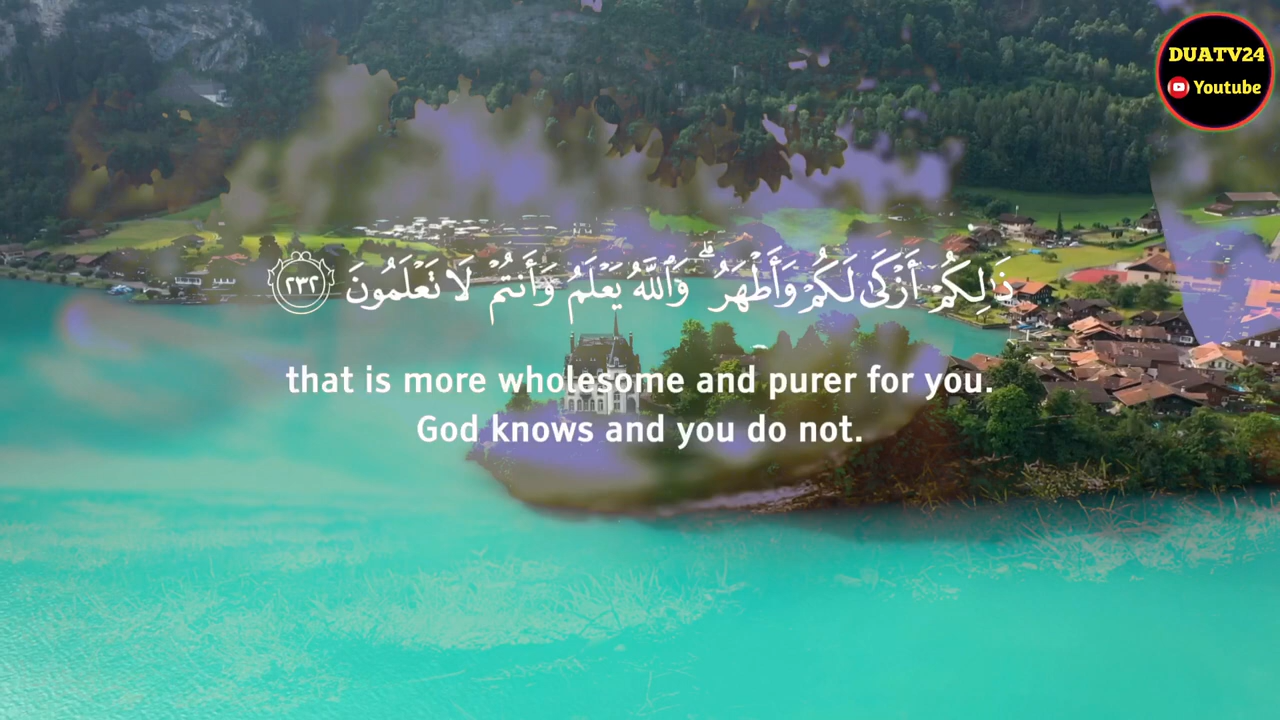 DUATV24
Youtube
ذَٰلِكُمْ أَزْكَىٰ لَكُمْ وَأَطْهَرُ ۗ وَٱللَّهُ يَعْلَمُ وَأَنتُمْ لَا تَعْلَمُونَ ٢٣٢
that is more wholesome and purer for you.
God knows and you do not.